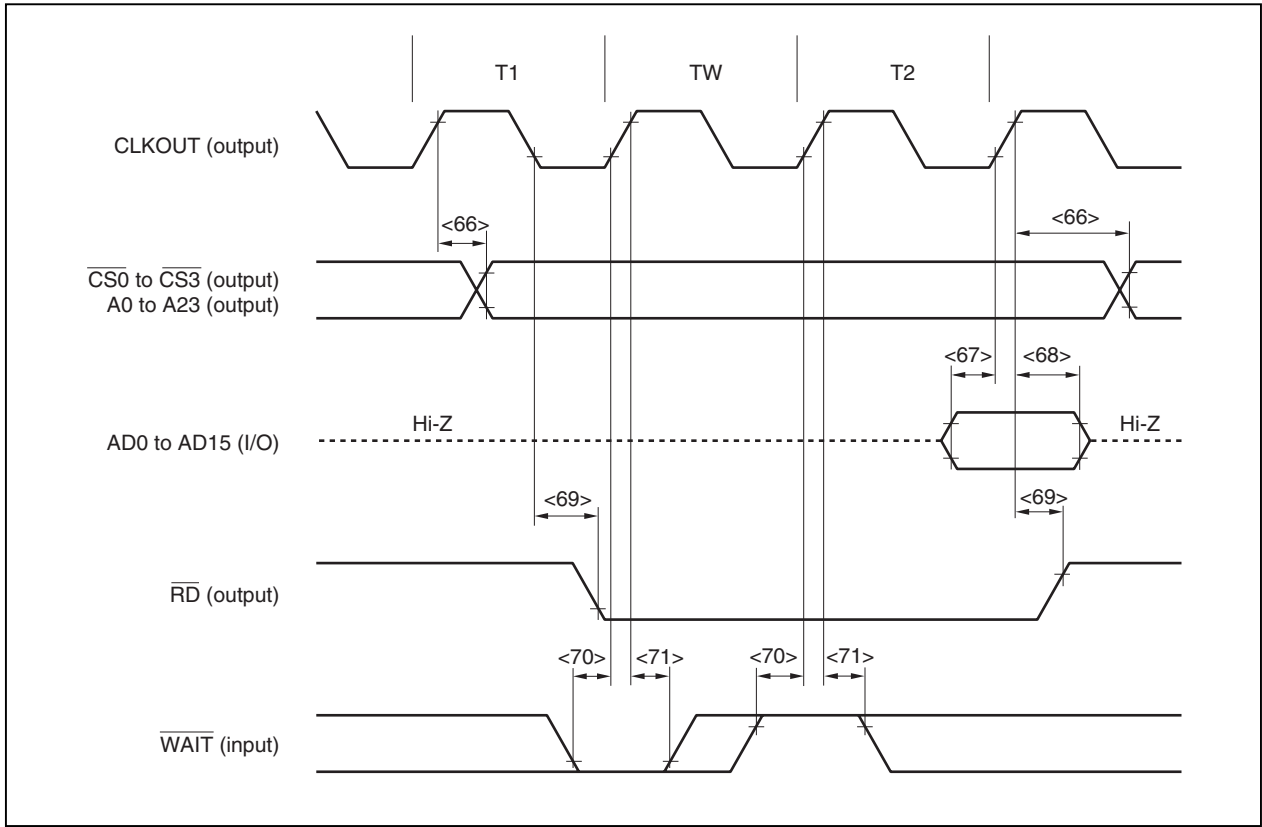 T1 TW T2
CLKOUT (output)
<66> <66>
CS0 to CS3 (output)
A0 to A23 (output)
<67> <68>
Hi-Z Hi-Z
AD0 to AD15 (I/O)
<69> <69>
RD (output)
<70> <71> <70> <71>
WAIT (input)